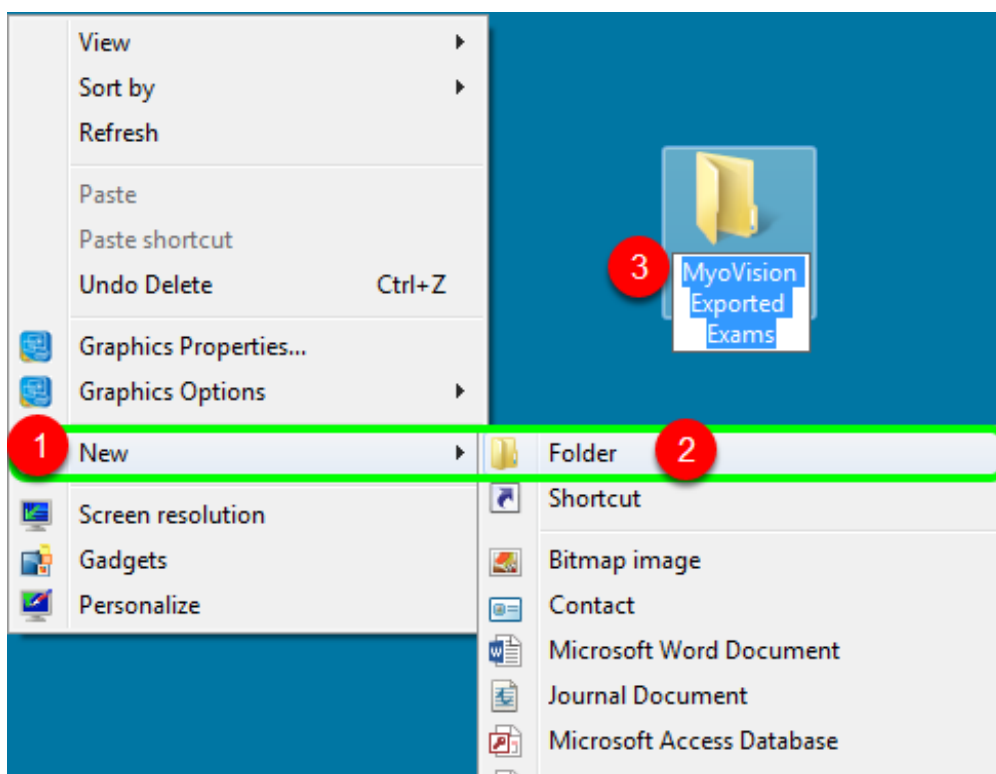 View
Sort by
Refresh
Paste
Paste shortcut
Undo Delete Ctrl+Z
Graphics Properties...
Graphics Options
1 New
Screen resolution
Gadgets
Personalize
Folder 2
Shortcut
Bitmap image
Contact
Microsoft Word Document
Journal Document
Microsoft Access Database
3 MyoVision
Exported
Exams